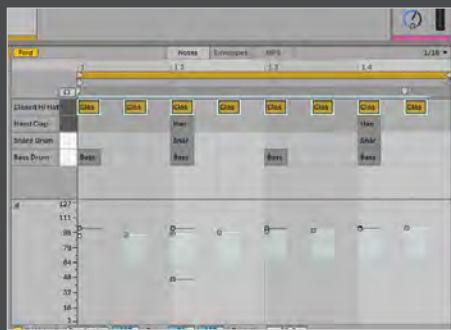 Fold Notes Envelopes MPE 1/16
1 1.2 1.3 1.4
Closed Hi Hat Clos Clos Clos Clos Clos Clos Clos Clos
Hand Clap Han Han
Snare Drum Snar Snar
Bass Drum Bass Bass Bass Bass
127
111
96
80
64
48
32
16
1